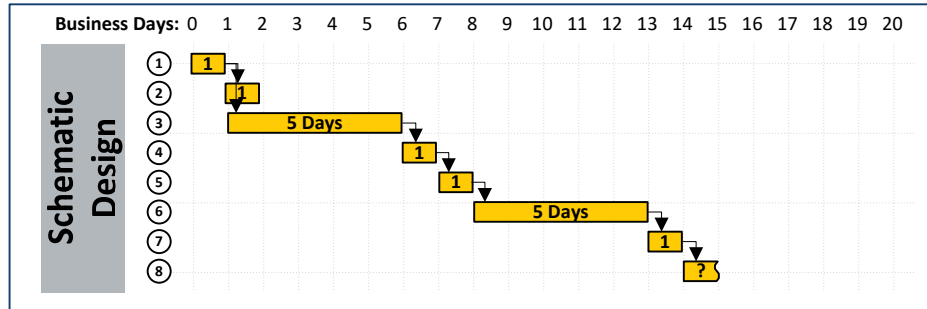 Business Days: 0 1 2 3 4 5 6 7 8 9 10 11 12 13 14 15 16 17 18 19 20
Schematic
Design
1 1
2 1
3 5 Days
4 1
5 1
6 5 Days
7 1
8 ?